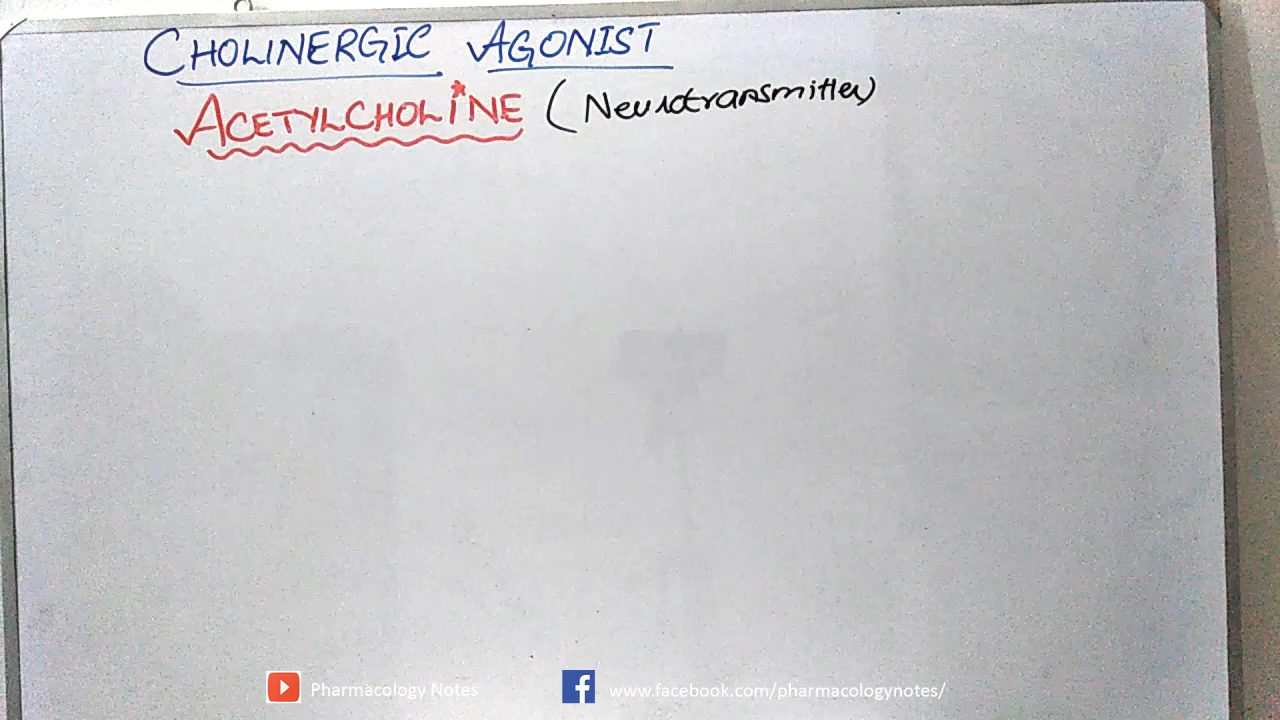 CHOLINERGIC AGONIST
ACETYLCHOLINE (Neurotransmitter)
Pharmacology Notes
www.facebook.com/pharmacologynotes/